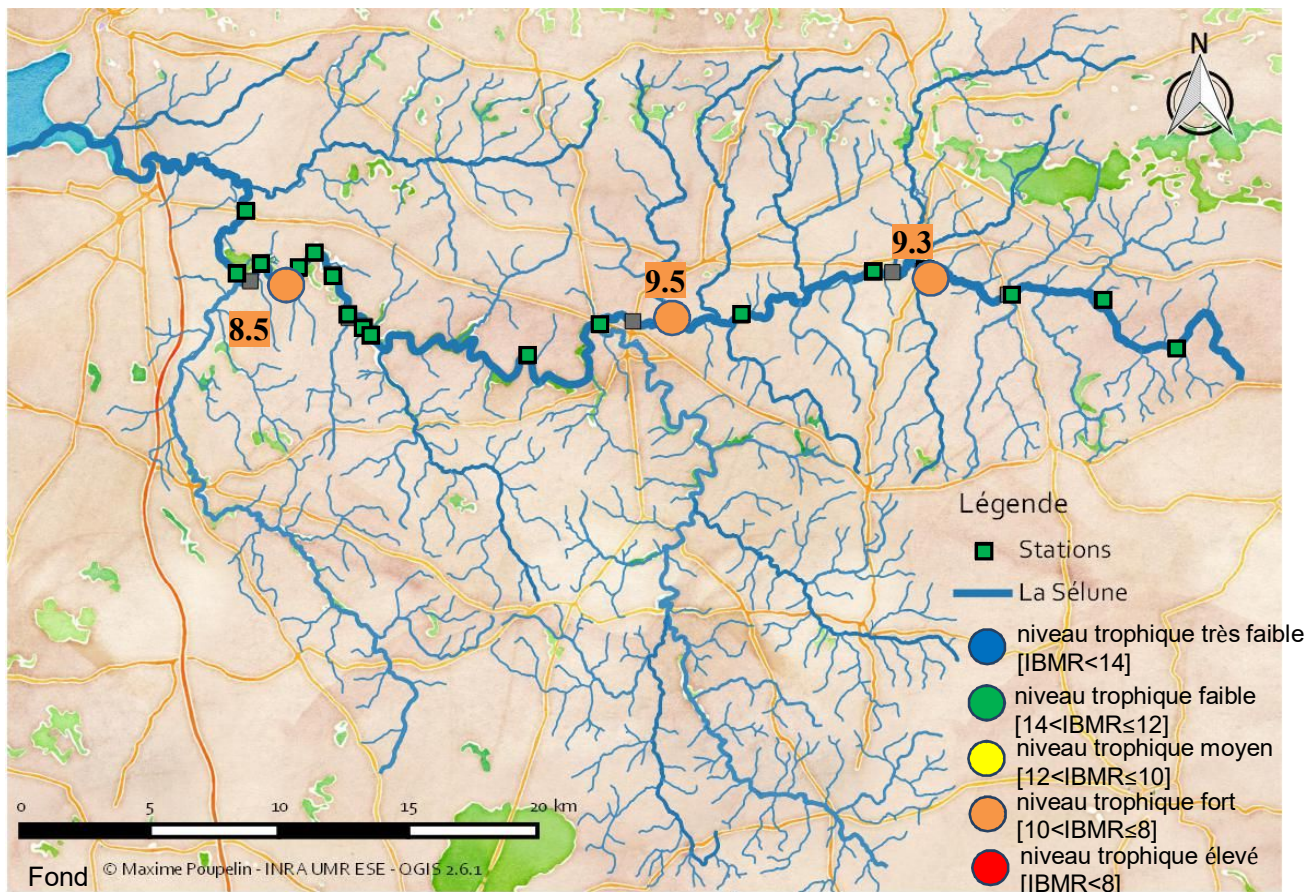 N
9.3
9.5
8.5
Légende
Stations
La Sélune
niveau trophique très faible
[IBMR<14]
niveau trophique faible
[14<IBMR≤12]
niveau trophique moyen
[12<IBMR≤10]
niveau trophique fort
[10<IBMR≤8]
niveau trophique élevé
[IBMR<8]
0 5 10 15 20 km
Fond © Maxime Poupelin - INRA UMR ESE - QGIS 2.6.1